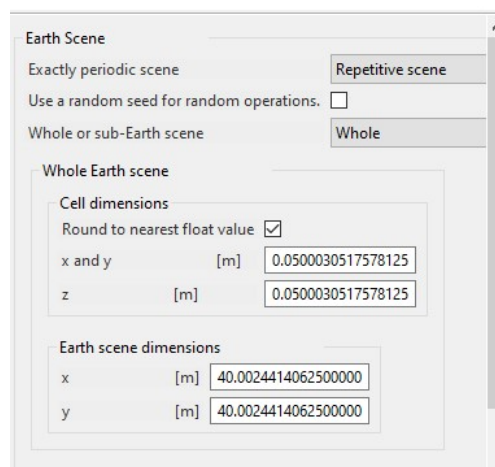 Earth Scene
Exactly periodic scene Repetitive scene
Use a random seed for random operations.
Whole or sub-Earth scene Whole
Whole Earth scene
Cell dimensions
Round to nearest float value
x and y [m] 0.0500030517578125
z [m] 0.0500030517578125
Earth scene dimensions
x [m] 40.0024414062500000
y [m] 40.0024414062500000